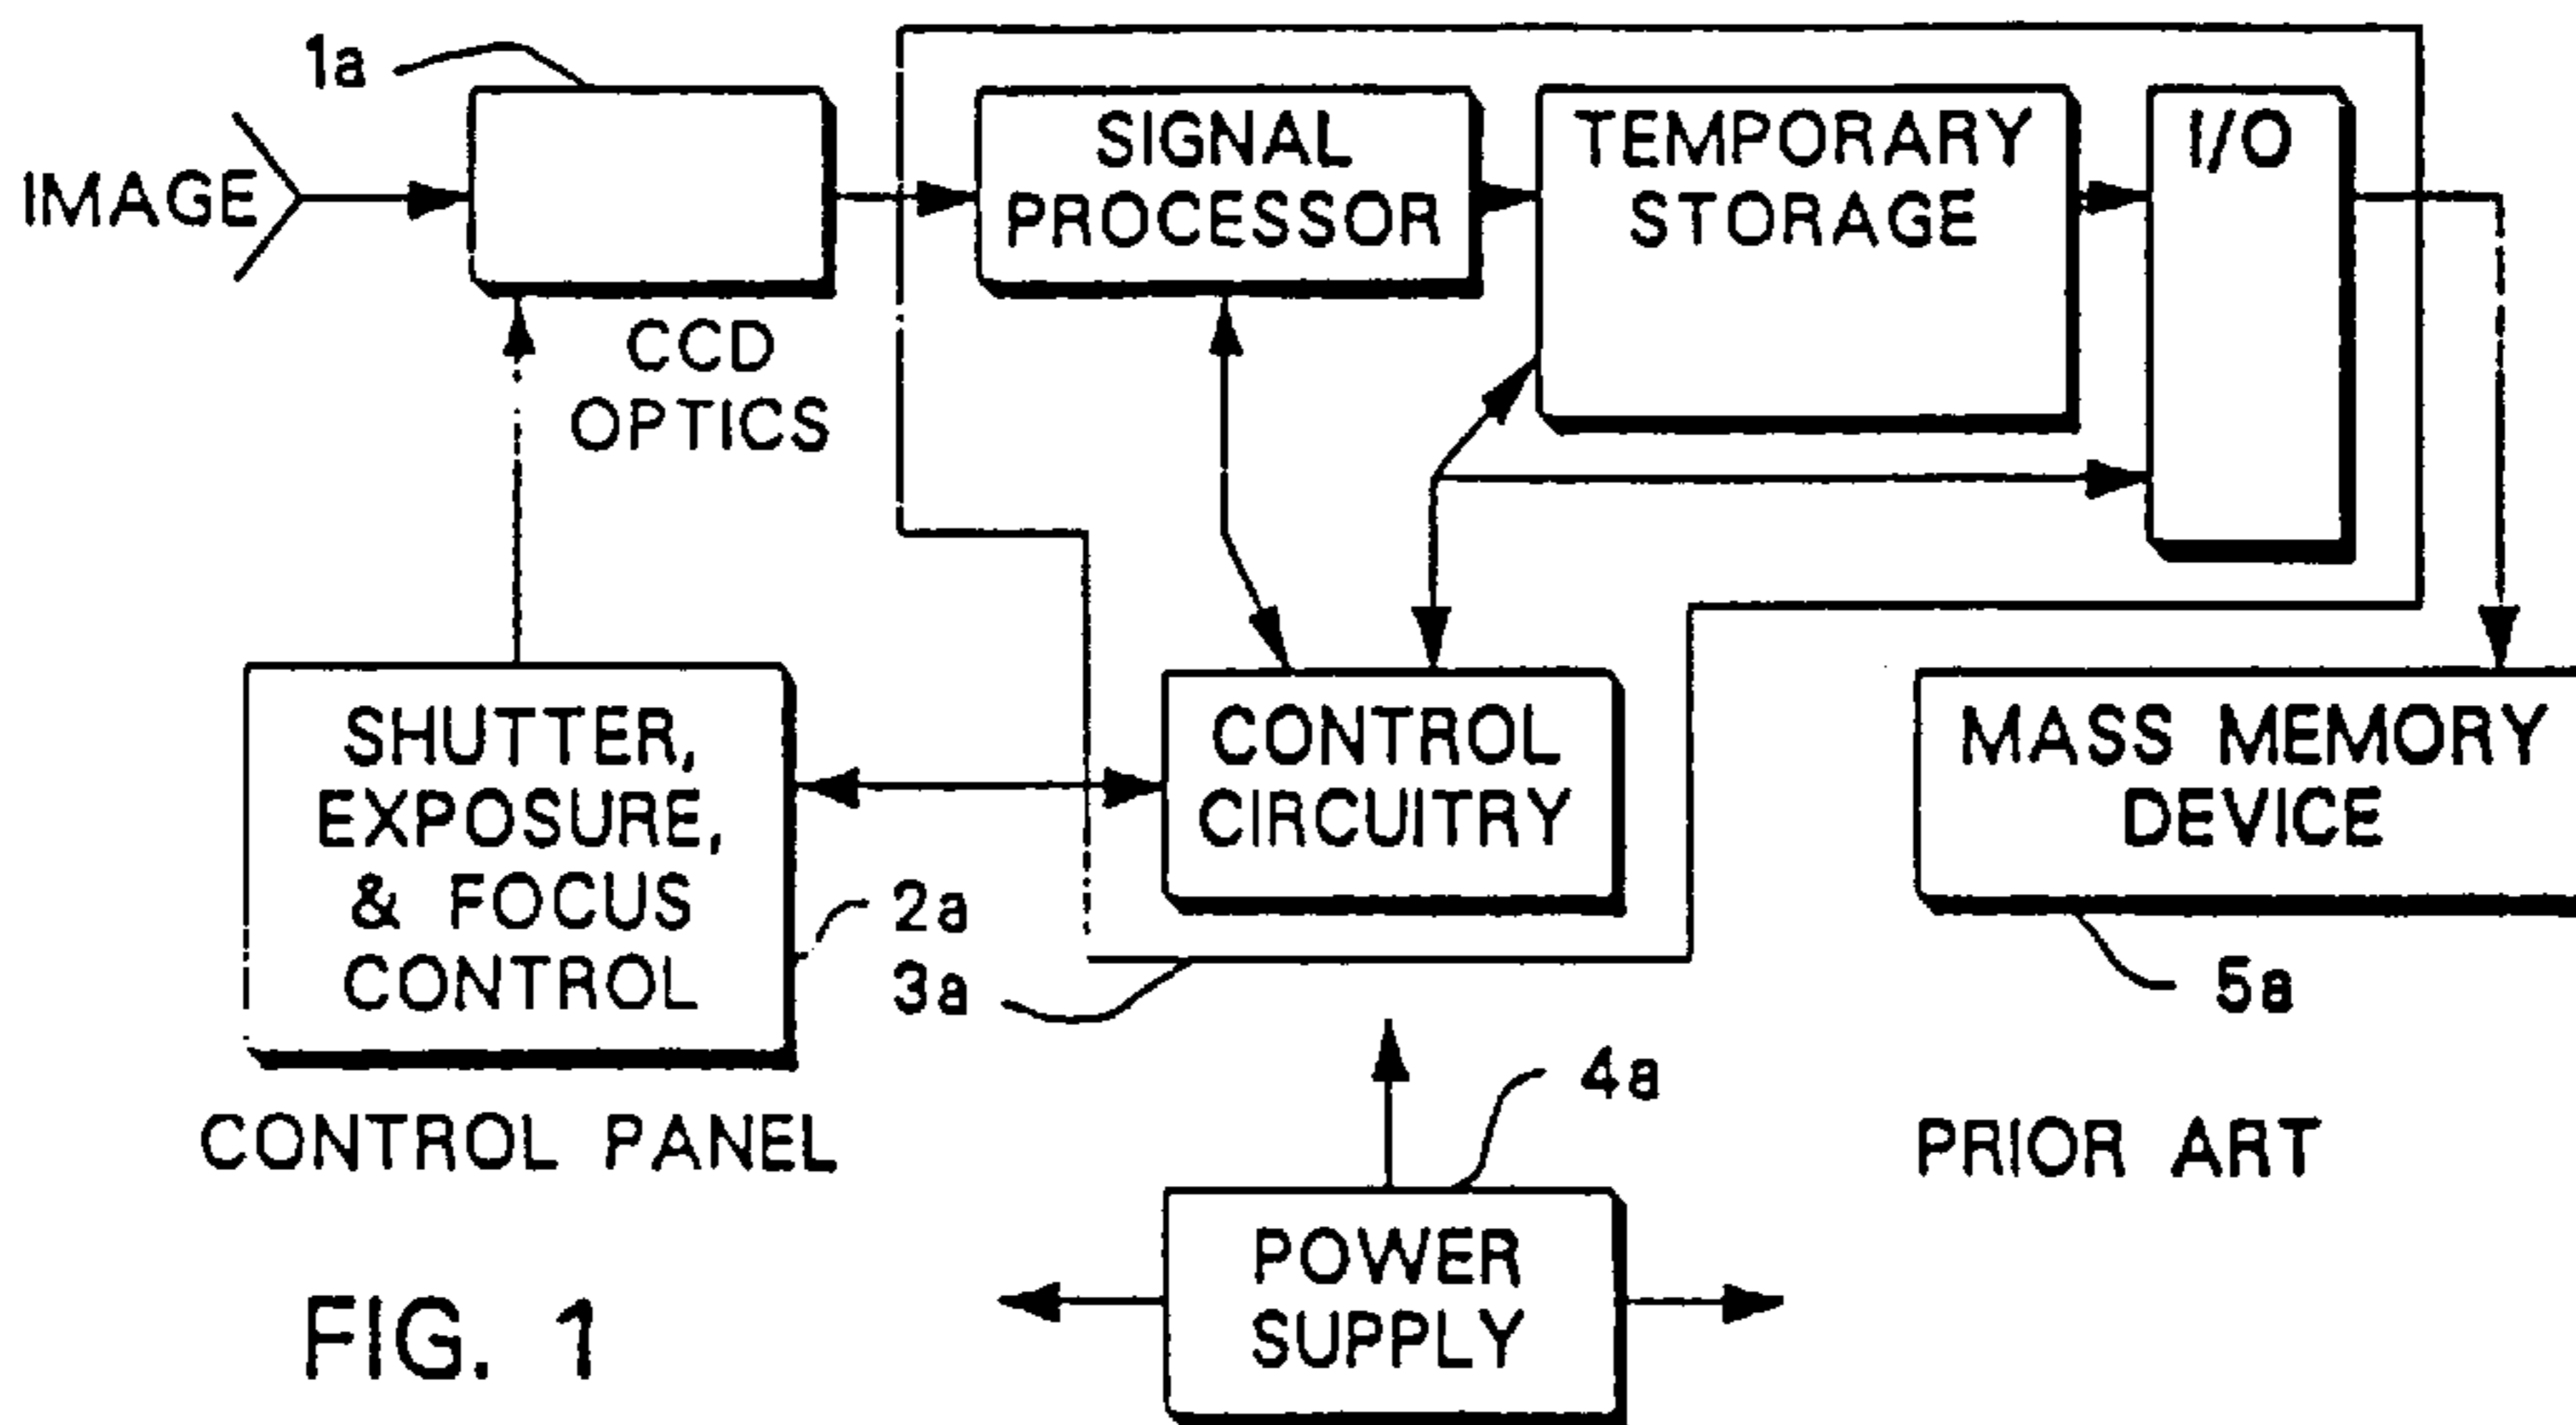 1a
IMAGE
CCD
OPTICS
SIGNAL
PROCESSOR
TEMPORARY
STORAGE
I/O
SHUTTER,
EXPOSURE,
& FOCUS
CONTROL
2a
CONTROL PANEL
CONTROL
CIRCUITRY
3a
MASS MEMORY
DEVICE
5a
4a
POWER
SUPPLY
PRIOR ART
FIG. 1